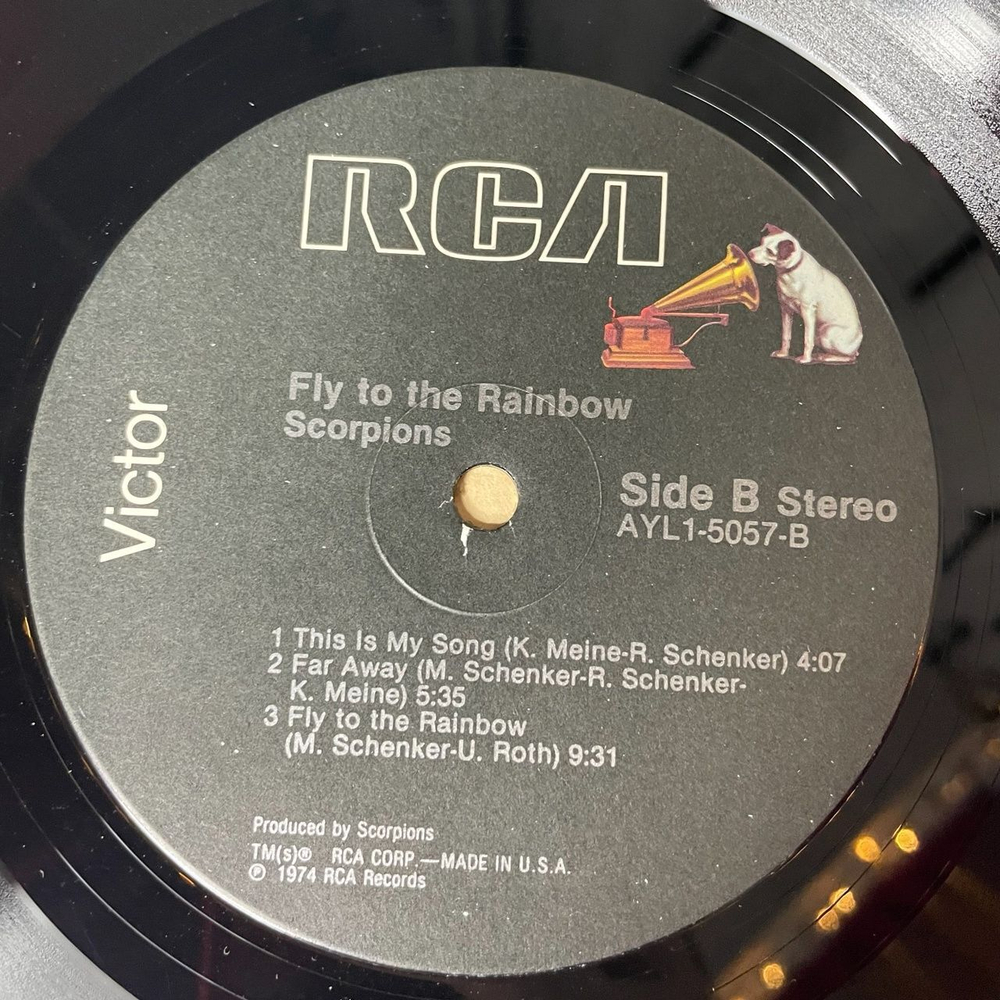 RCA
Victor
Fly to the Rainbow
Scorpions
Side B Stereo
AYL1-5057-B
1 This Is My Song (K. Meine-R. Schenker) 4:07
2 Far Away (M. Schenker-R. Schenker-
K. Meine) 5:35
3 Fly to the Rainbow
(M. Schenker-U. Roth) 9:31
Produced by Scorpions
TM(s)® RCA CORP.—MADE IN U.S.A.
℗ 1974 RCA Records